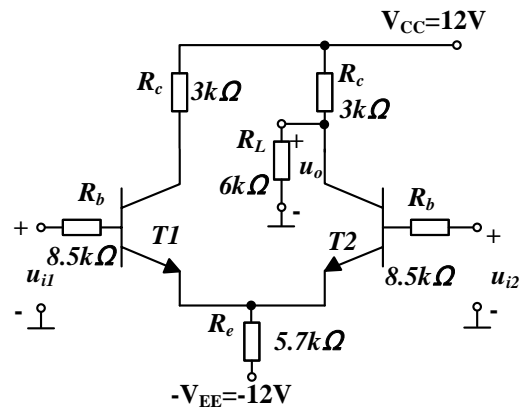 V_CC=12V
R_c
3kΩ
R_c
3kΩ
R_L
+
6kΩ
u_o
-
R_b
8.5kΩ
T1
T2
R_b
8.5kΩ
+
u_i1
-
+
u_i2
-
R_e
5.7kΩ
-V_EE=-12V